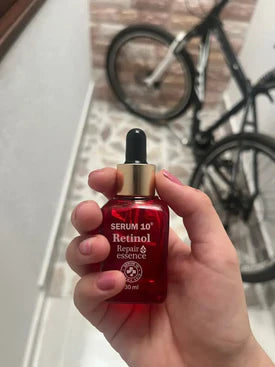 SERUM 10®
Retinol
Repair
essence
30 ml